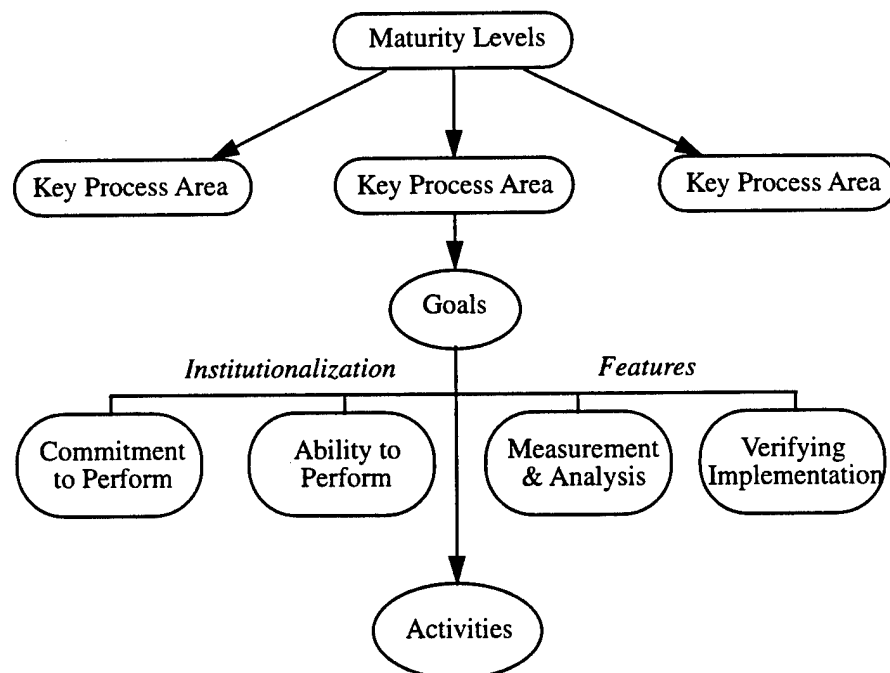 Maturity Levels
Key Process Area
Key Process Area
Key Process Area
Goals
Institutionalization
Features
Commitment
to Perform
Ability to
Perform
Measurement
& Analysis
Verifying
Implementation
Activities